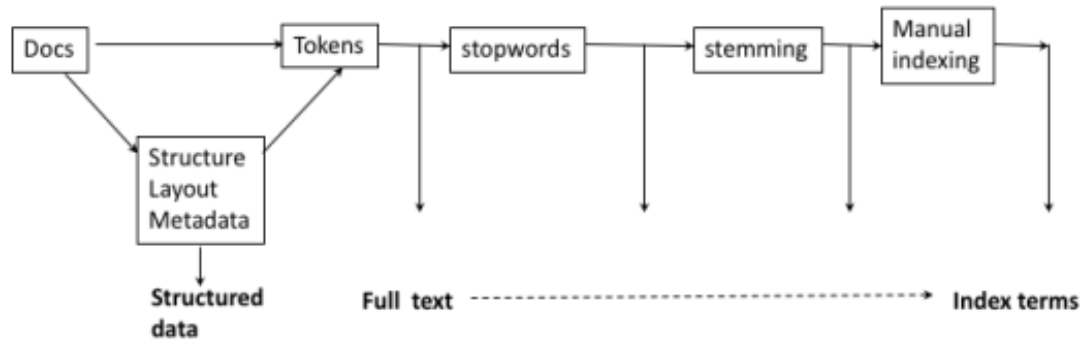 Docs
Tokens
stopwords
stemming
Manual
indexing
Structure
Layout
Metadata
Structured
data
Full text
Index terms